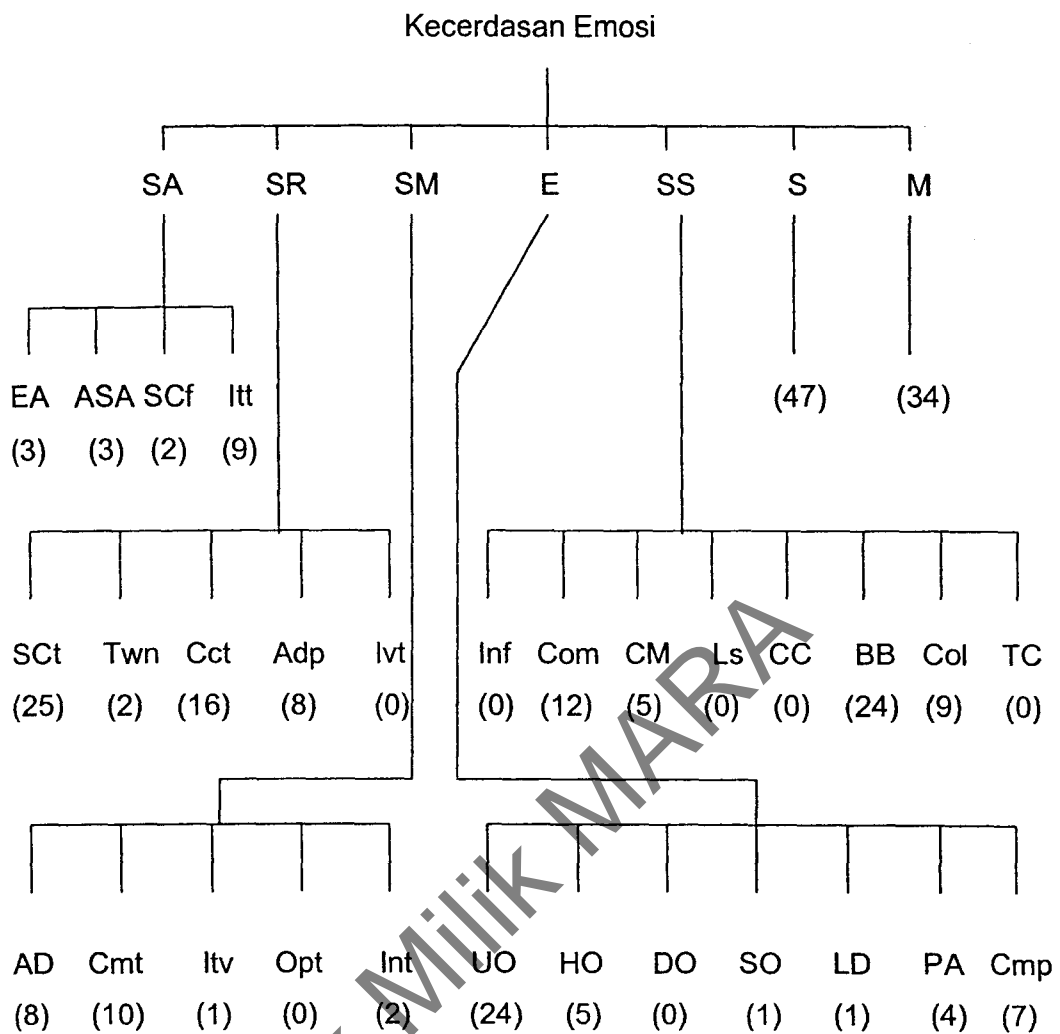 Kecerdasan Emosi
SA SR SM E SS S M
EA ASA SCf Itt (47) (34)
(3) (3) (2) (9)
SCt Twn Cct Adp Ivt Inf Com CM Ls CC BB Col TC
(25) (2) (16) (8) (0) (0) (12) (5) (0) (0) (24) (9) (0)
AD Cmt Itv Opt Int UO HO DO SO LD PA Cmp
(8) (10) (1) (0) (2) (24) (5) (0) (1) (1) (4) (7)
Milik MARA